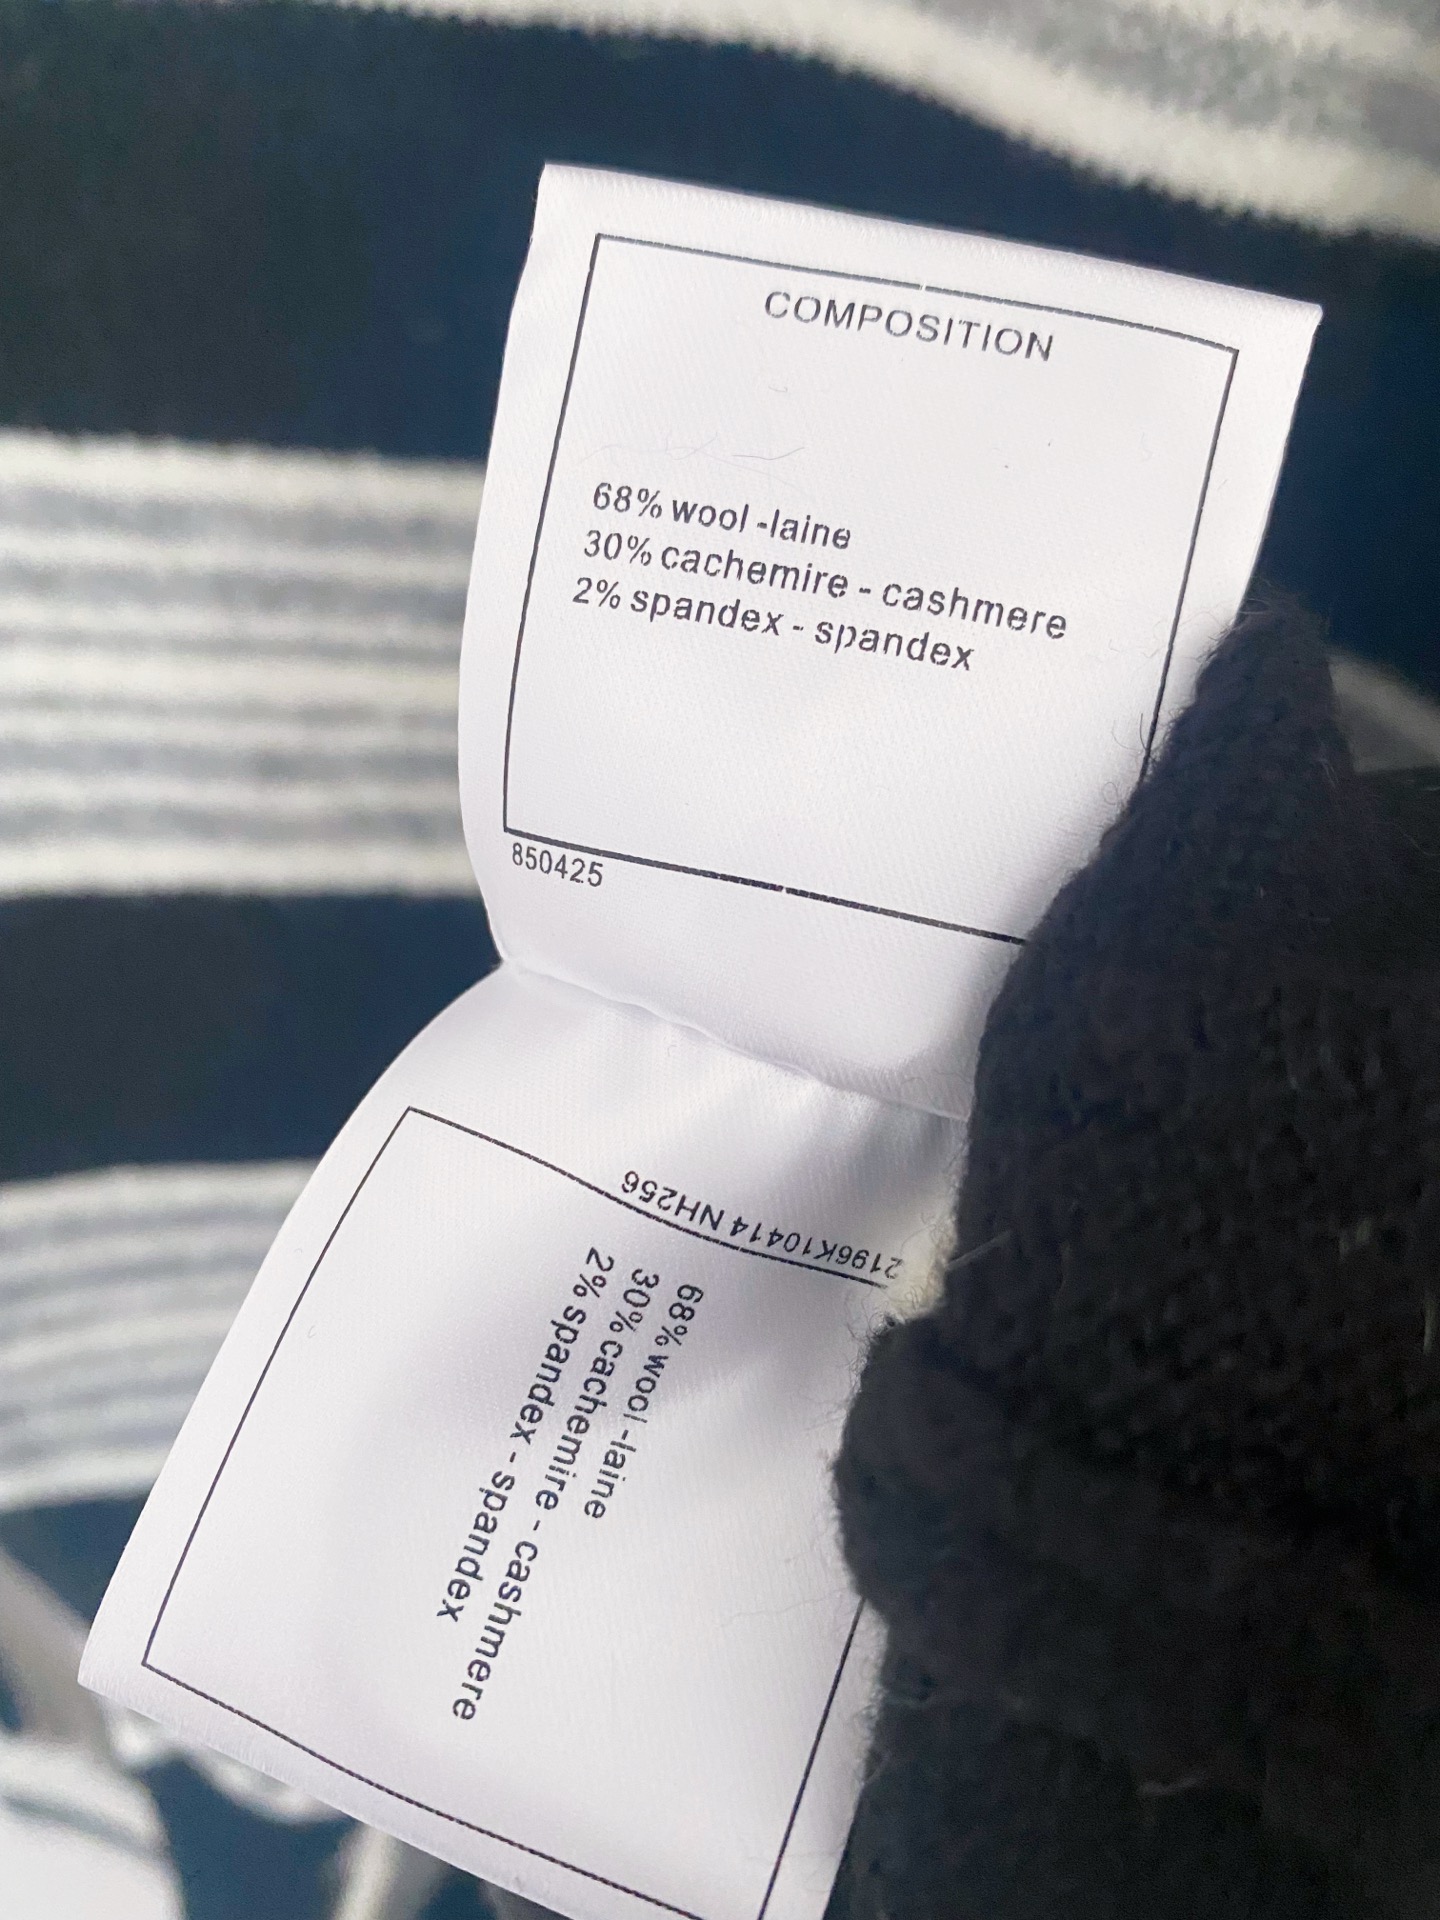 COMPOSITION
68% wool -laine
30% cachemire - cashmere
2% spandex - spandex
850425
2196K10414 NH256
68% wool -laine
30% cachemire - cashmere
2% spandex - spandex